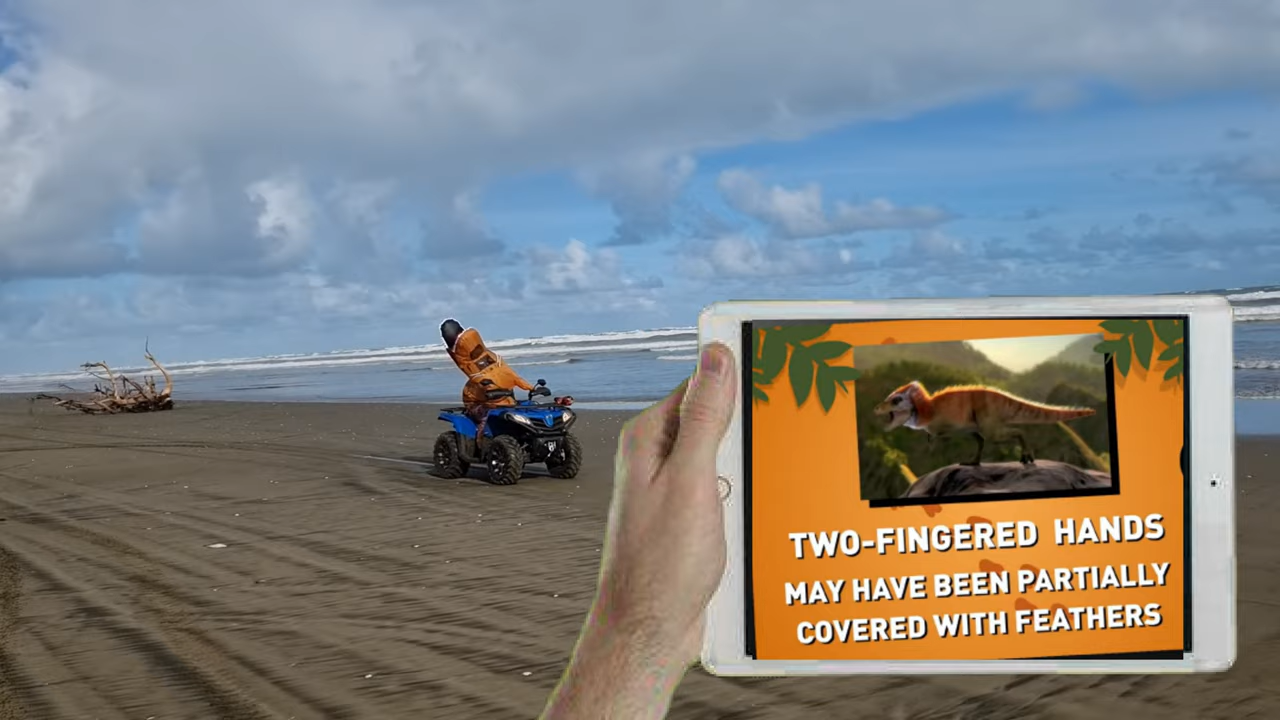 TWO-FINGERED HANDS
MAY HAVE BEEN PARTIALLY
COVERED WITH FEATHERS